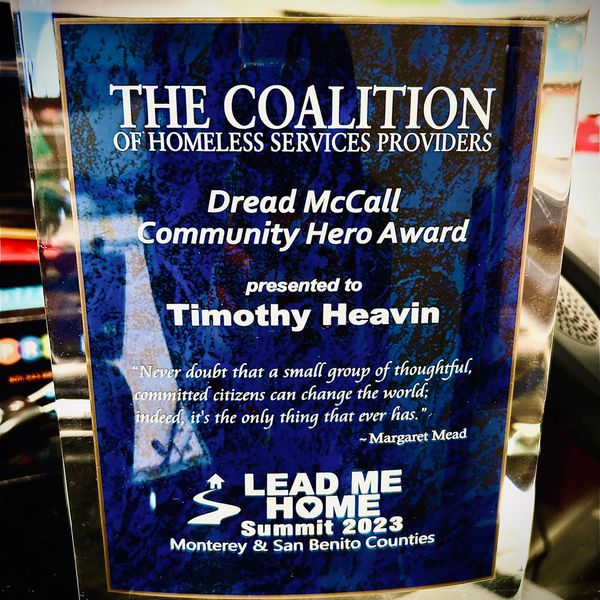 THE COALITION
OF HOMELESS SERVICES PROVIDERS
Dread McCall
Community Hero Award
presented to
Timothy Heavin
"Never doubt that a small group of thoughtful,
committed citizens can change the world;
indeed, it's the only thing that ever has."
~Margaret Mead
LEAD ME
HOME
Summit 2023
Monterey & San Benito Counties